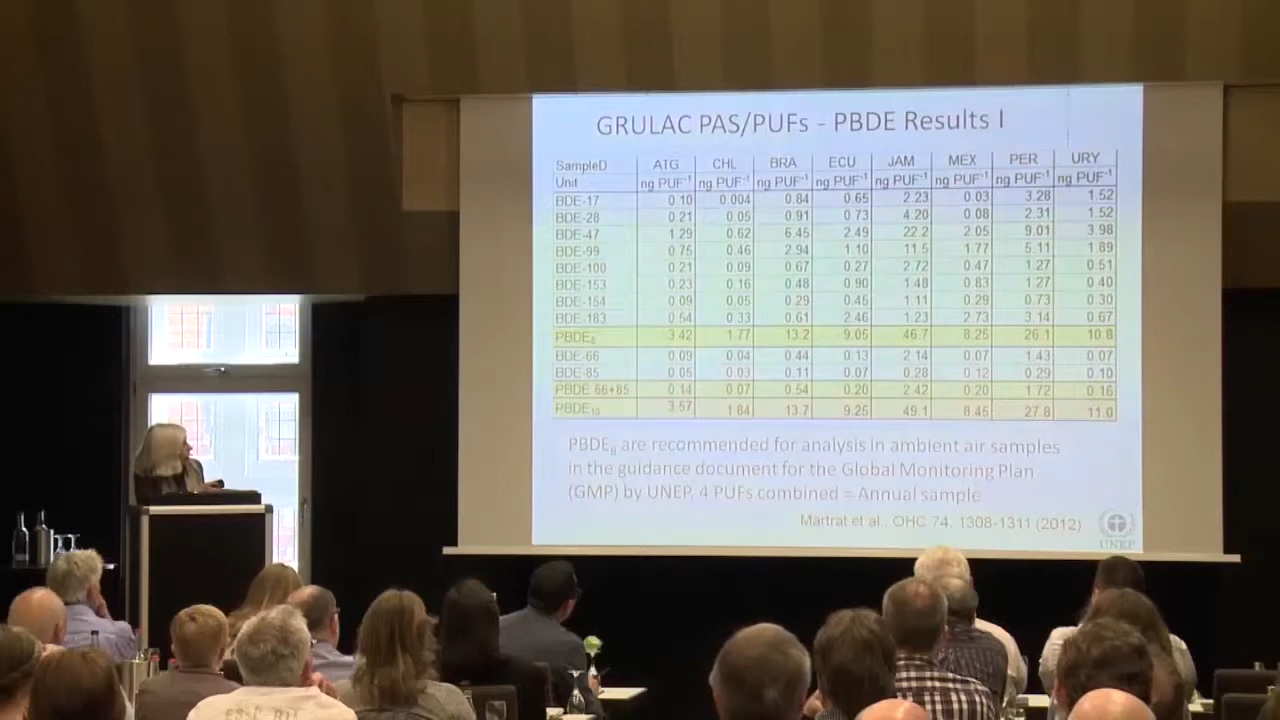 GRULAC PAS/PUFs - PBDE Results I
SampleD ATG CHL BRA ECU JAM MEX PER URY
Unit ng PUF⁻¹ ng PUF⁻¹ ng PUF⁻¹ ng PUF⁻¹ ng PUF⁻¹ ng PUF⁻¹ ng PUF⁻¹ ng PUF⁻¹
BDE-17 0.10 0.004 0.84 0.65 2.23 0.03 3.28 1.52
BDE-28 0.21 0.05 0.91 0.73 4.20 0.08 2.31 1.52
BDE-47 1.29 0.62 6.45 2.49 22.2 2.05 9.01 3.98
BDE-99 0.75 0.46 2.94 1.10 11.5 1.77 5.11 1.89
BDE-100 0.21 0.09 0.67 0.27 2.72 0.47 1.27 0.51
BDE-153 0.23 0.16 0.48 0.90 1.48 0.83 1.27 0.40
BDE-154 0.09 0.05 0.29 0.45 1.11 0.29 0.73 0.30
BDE-183 0.54 0.33 0.61 2.46 1.23 2.73 3.14 0.67
PBDE₈ 3.42 1.77 13.2 9.05 46.7 8.25 26.1 10.8
BDE-66 0.09 0.04 0.44 0.13 2.14 0.07 1.43 0.07
BDE-85 0.05 0.03 0.11 0.07 0.28 0.12 0.29 0.10
PBDE 66+85 0.14 0.07 0.54 0.20 2.42 0.20 1.72 0.16
PBDE₁₀ 3.57 1.84 13.7 9.25 49.1 8.45 27.8 11.0
PBDE₈ are recommended for analysis in ambient air samples
in the guidance document for the Global Monitoring Plan
(GMP) by UNEP. 4 PUFs combined = Annual sample
Martrat et al., OHC 74, 1308-1311 (2012)
UNEP